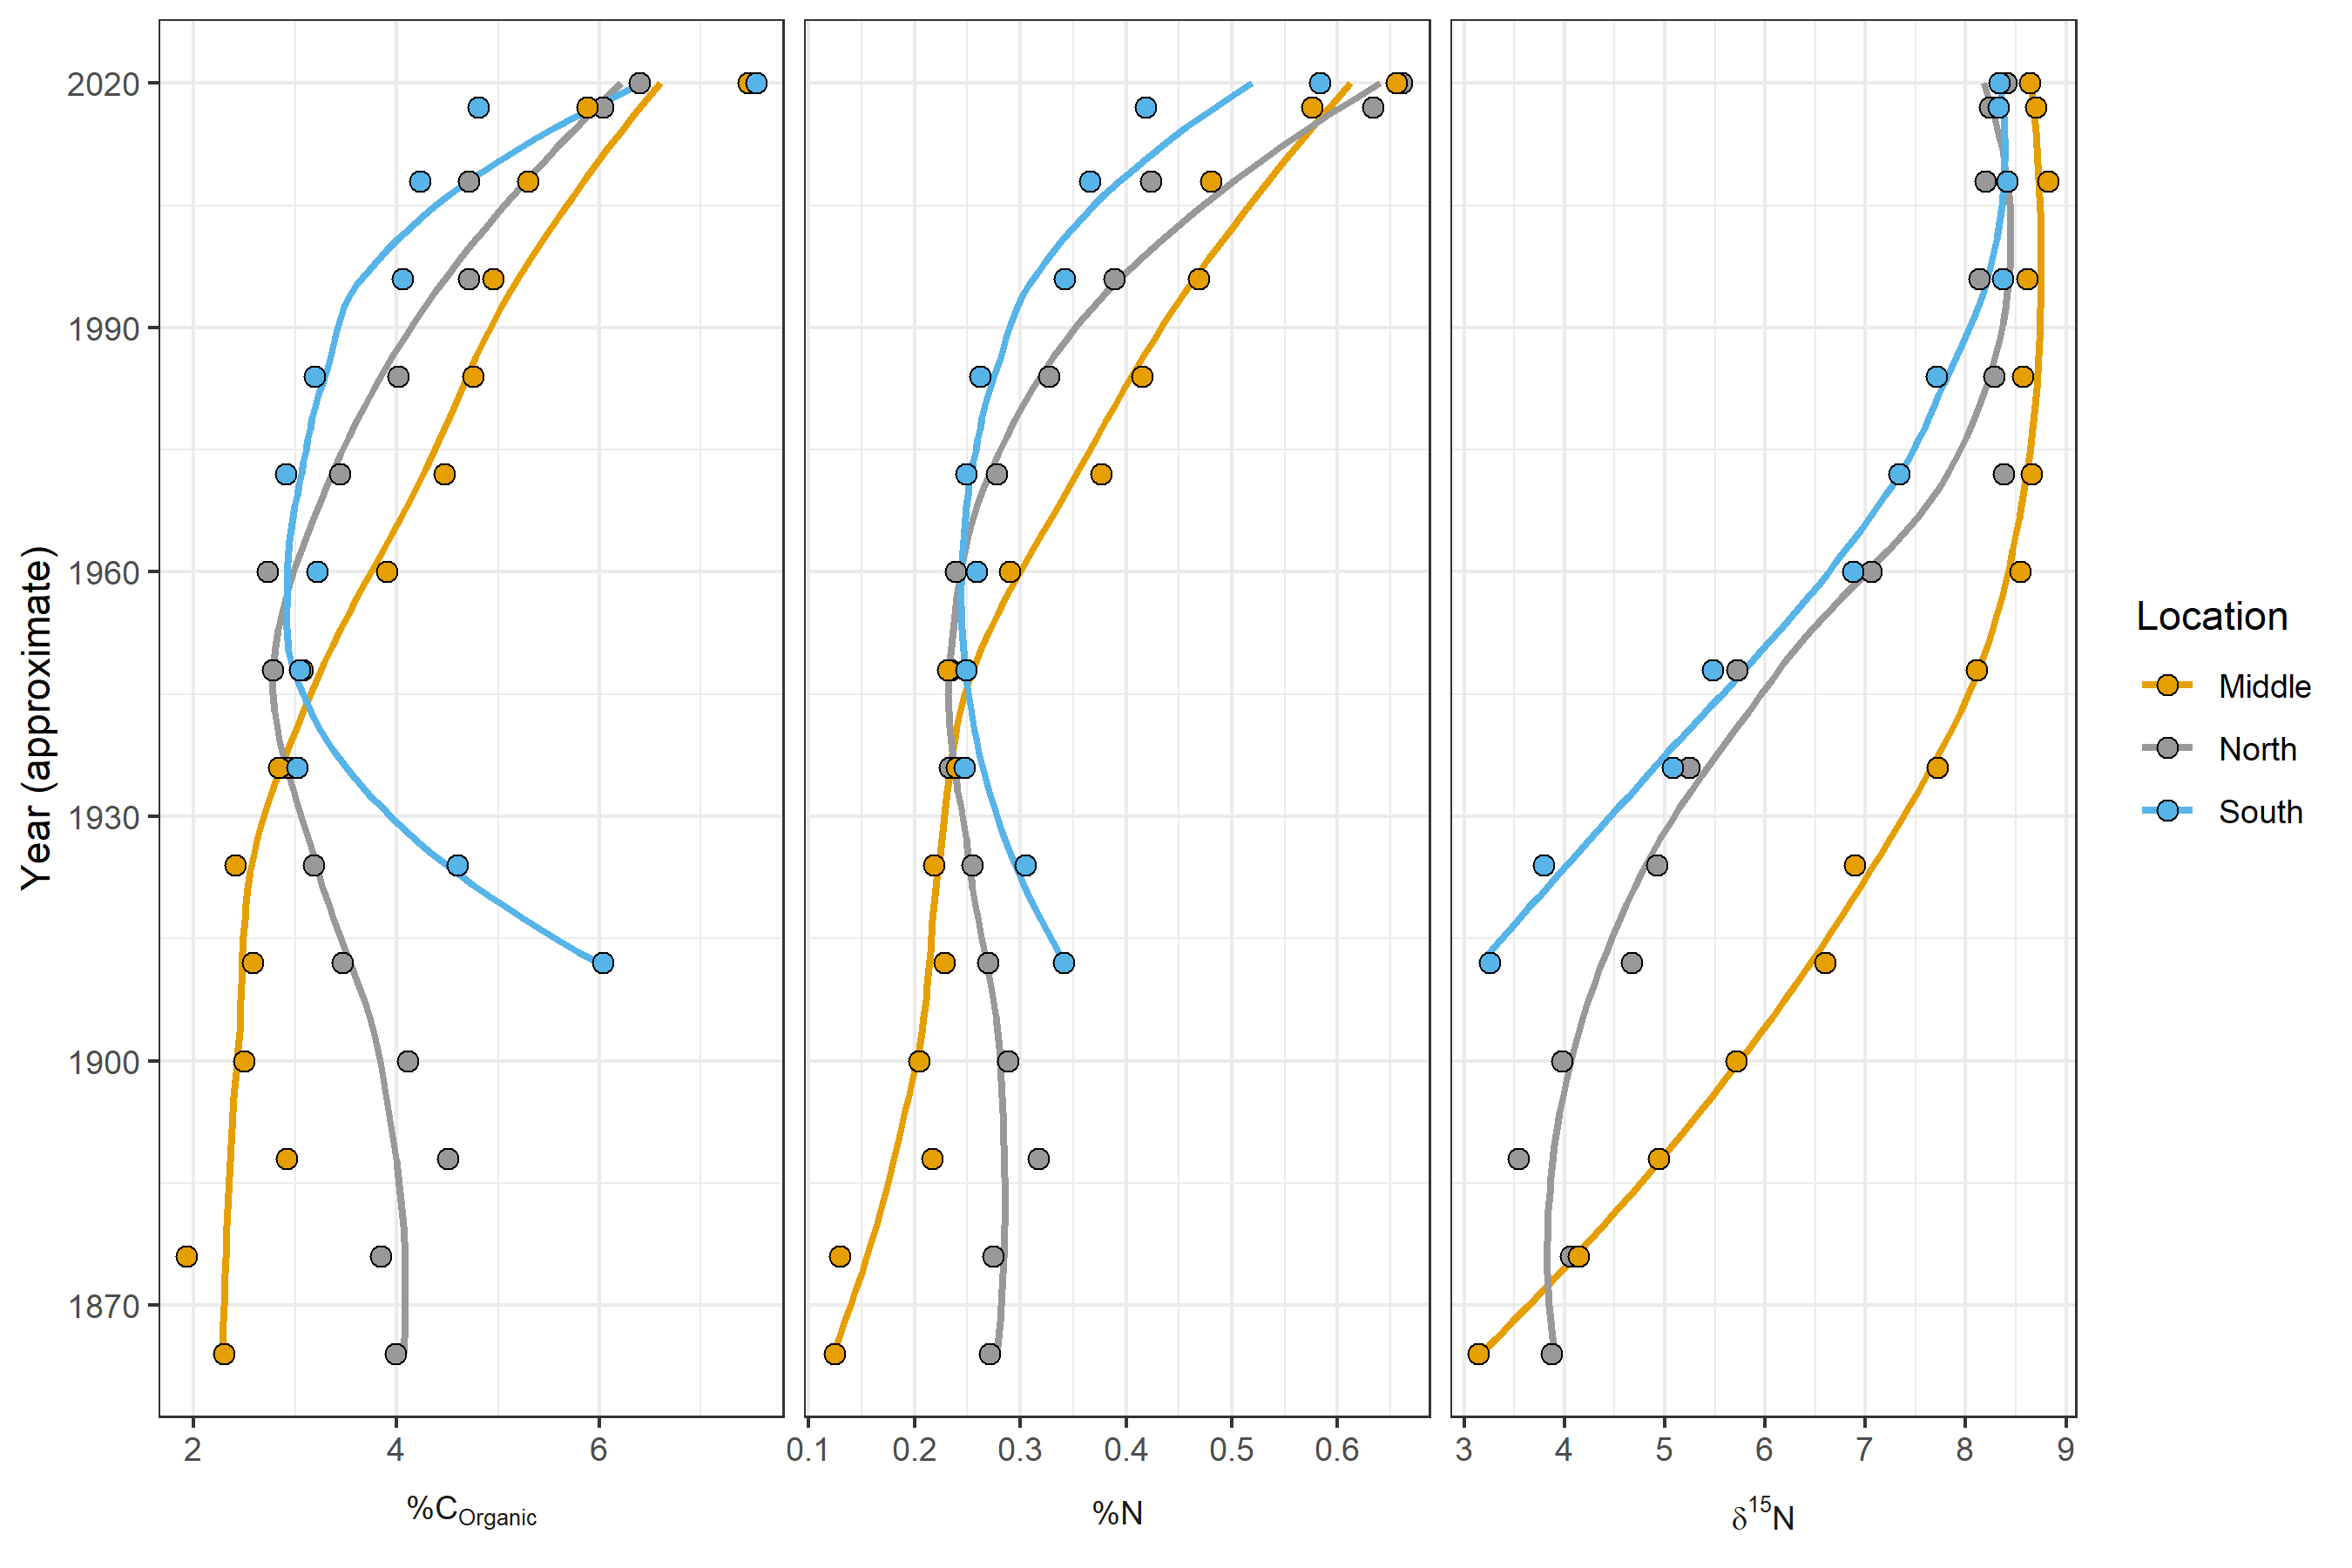 Year (approximate)
2020
1990
1960
1930
1900
1870
2 4 6
%C_Organic
0.1 0.2 0.3 0.4 0.5 0.6
%N
3 4 5 6 7 8 9
δ¹⁵N
Location
Middle
North
South